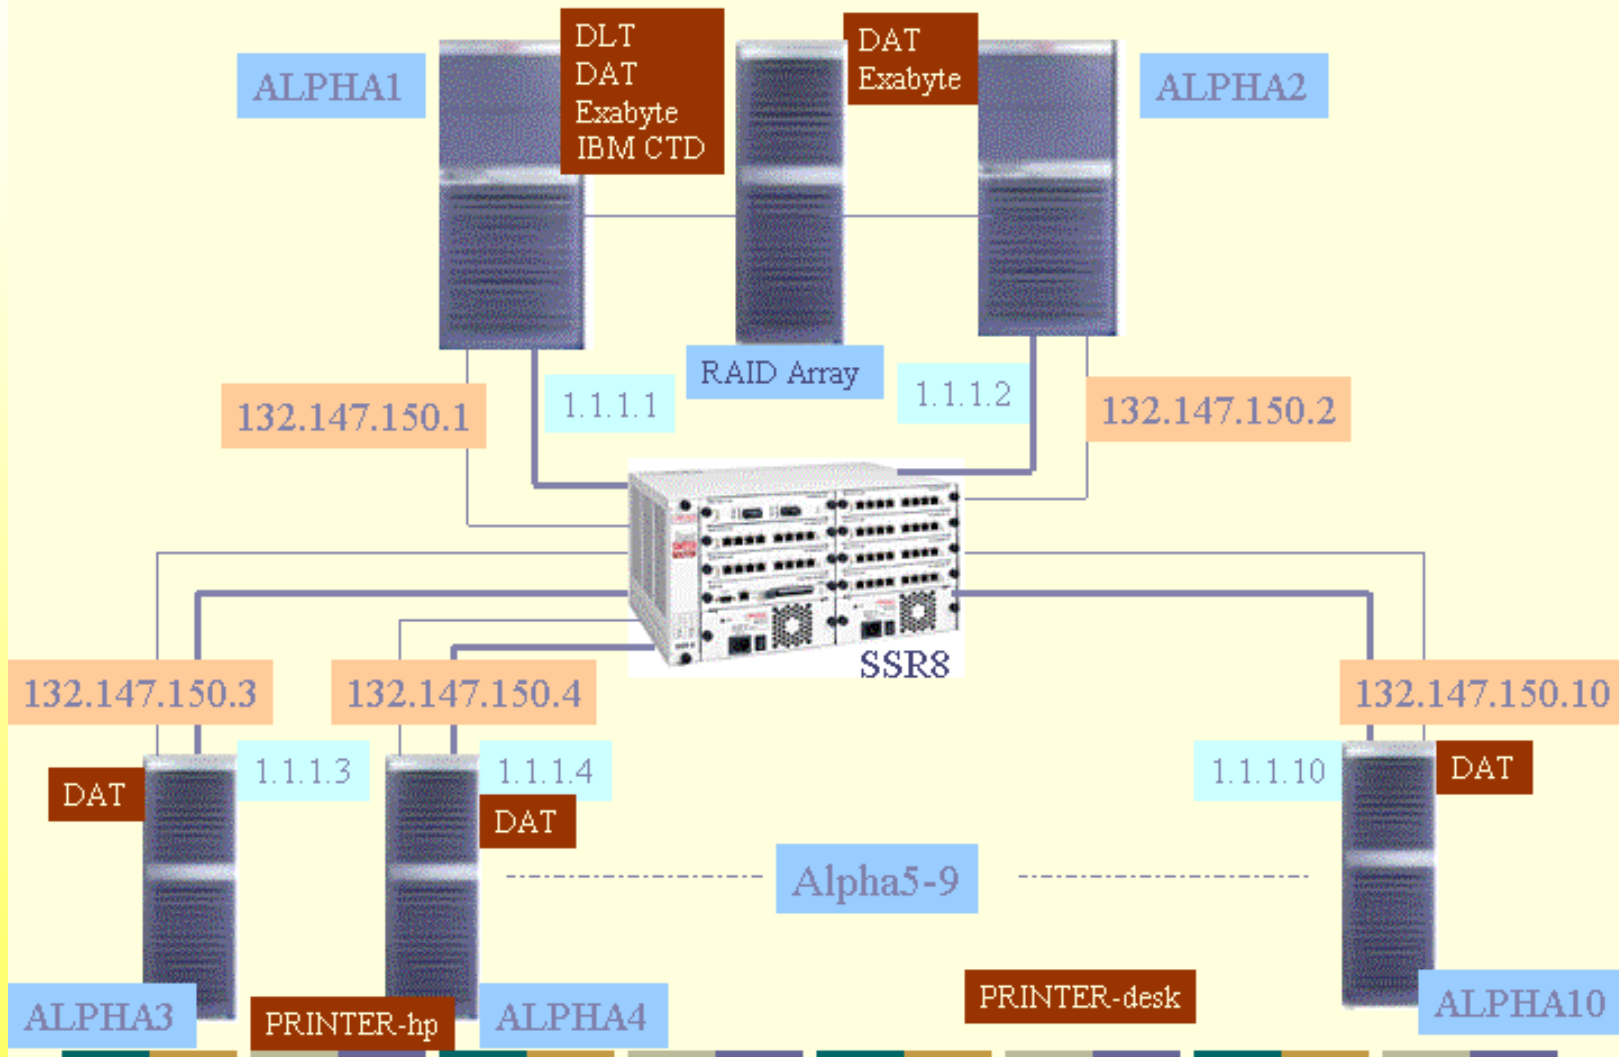 ALPHA1
DLT
DAT
Exabyte
IBM CTD
DAT
Exabyte
ALPHA2
RAID Array
132.147.150.1
1.1.1.1
1.1.1.2
132.147.150.2
SSR8
132.147.150.3
132.147.150.4
132.147.150.10
DAT
1.1.1.3
1.1.1.4
DAT
1.1.1.10
DAT
Alpha5-9
ALPHA3
PRINTER-hp
ALPHA4
PRINTER-desk
ALPHA10